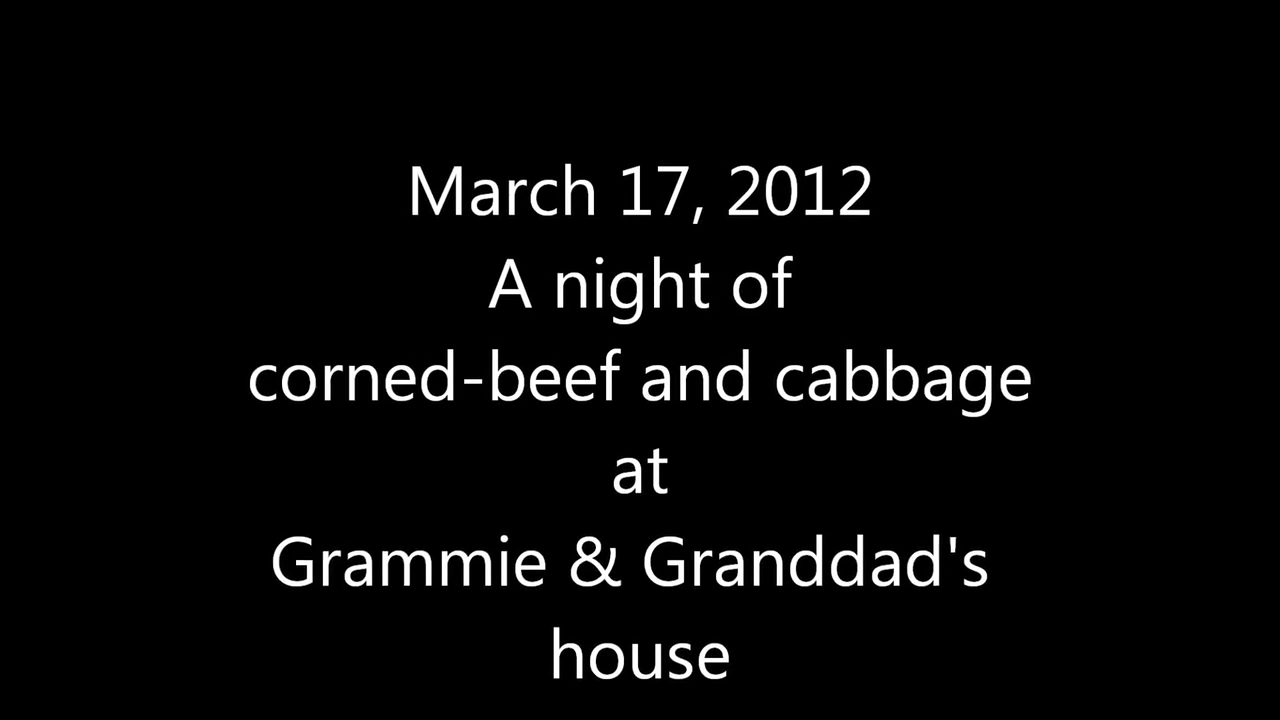 March 17, 2012
A night of
corned-beef and cabbage
at
Grammie & Granddad's
house